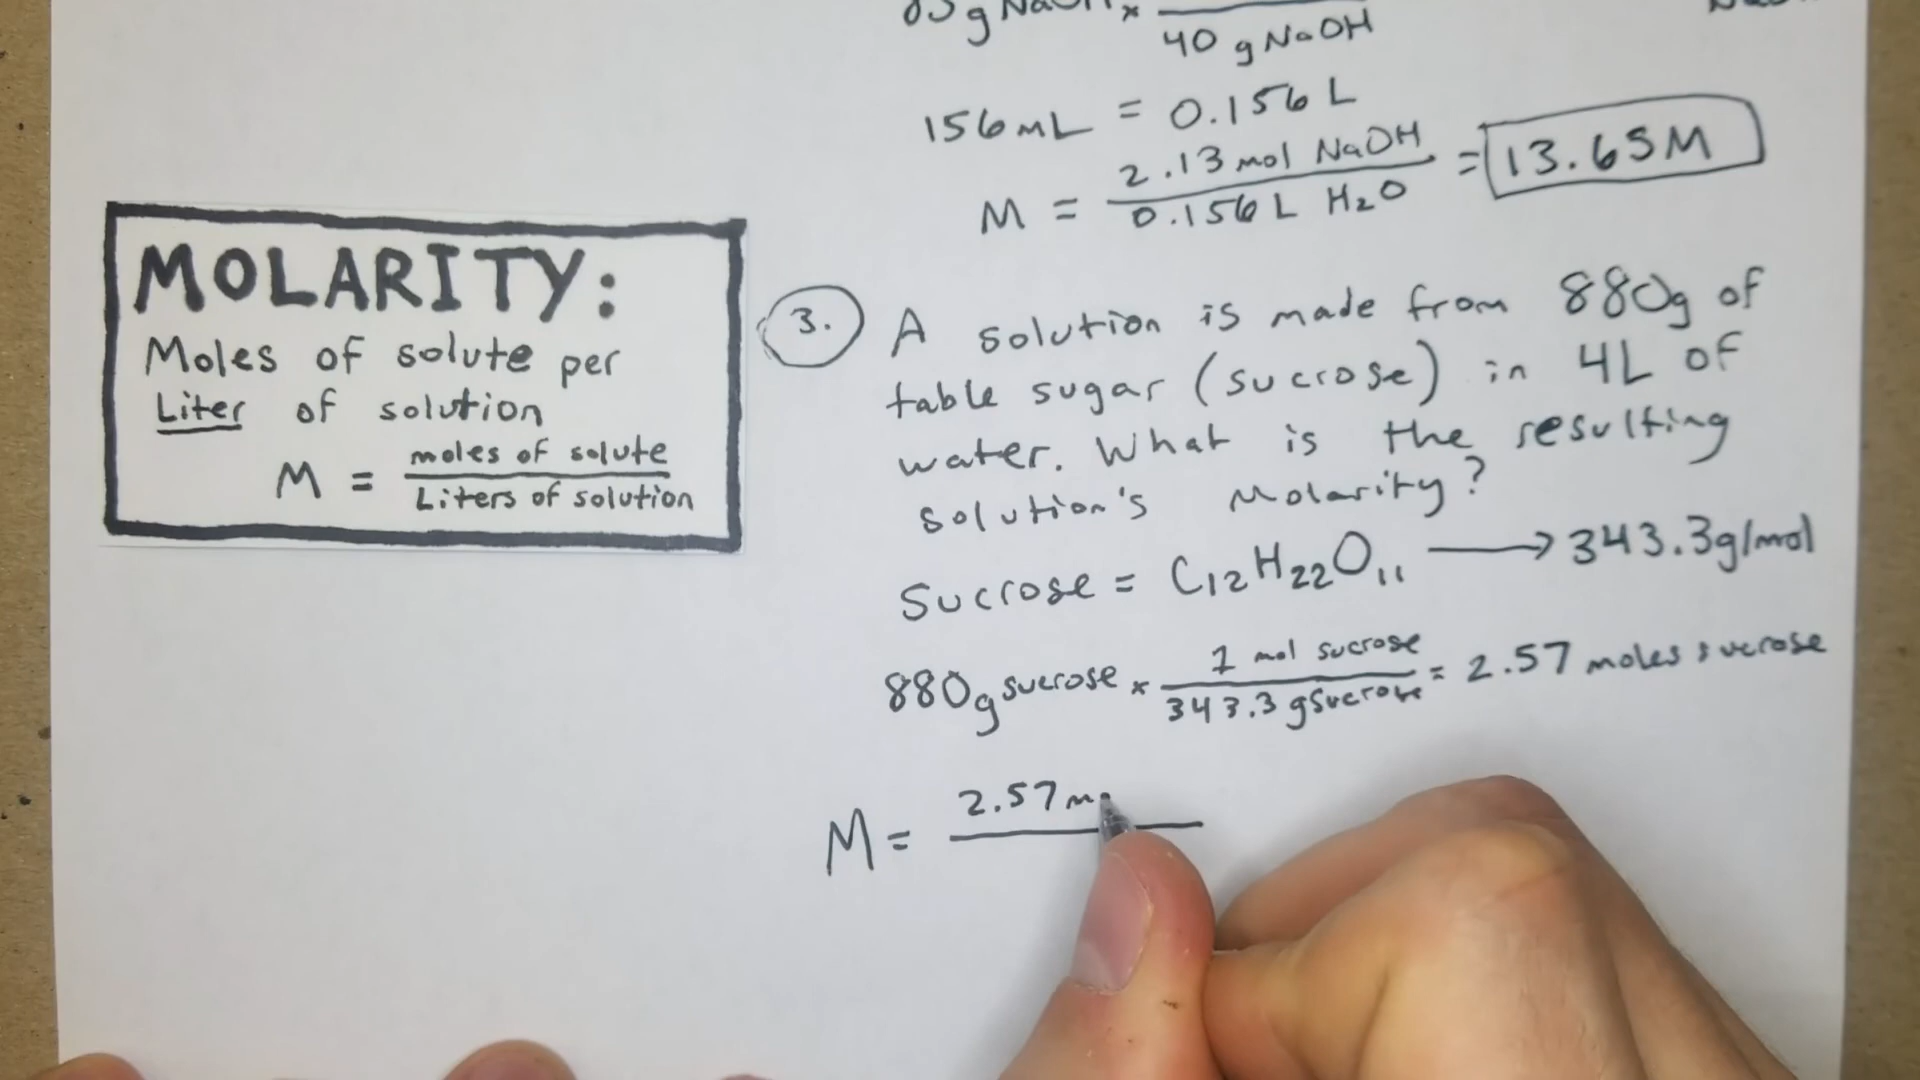 MOLARITY:
Moles of solute per
Liter of solution
M = moles of solute
Liters of solution
g NaOH x
40 g NaOH
156mL = 0.156 L
M = 2.13 mol NaOH
0.156 L H2O
= 13.65M
3. A solution is made from 880g of
table sugar (sucrose) in 4L of
water. What is the resulting
solution's Molarity?
Sucrose = C12H22O11 → 343.3g/mol
880g sucrose x 1 mol sucrose
343.3 g sucrose
= 2.57 moles sucrose
M = 2.57 mo